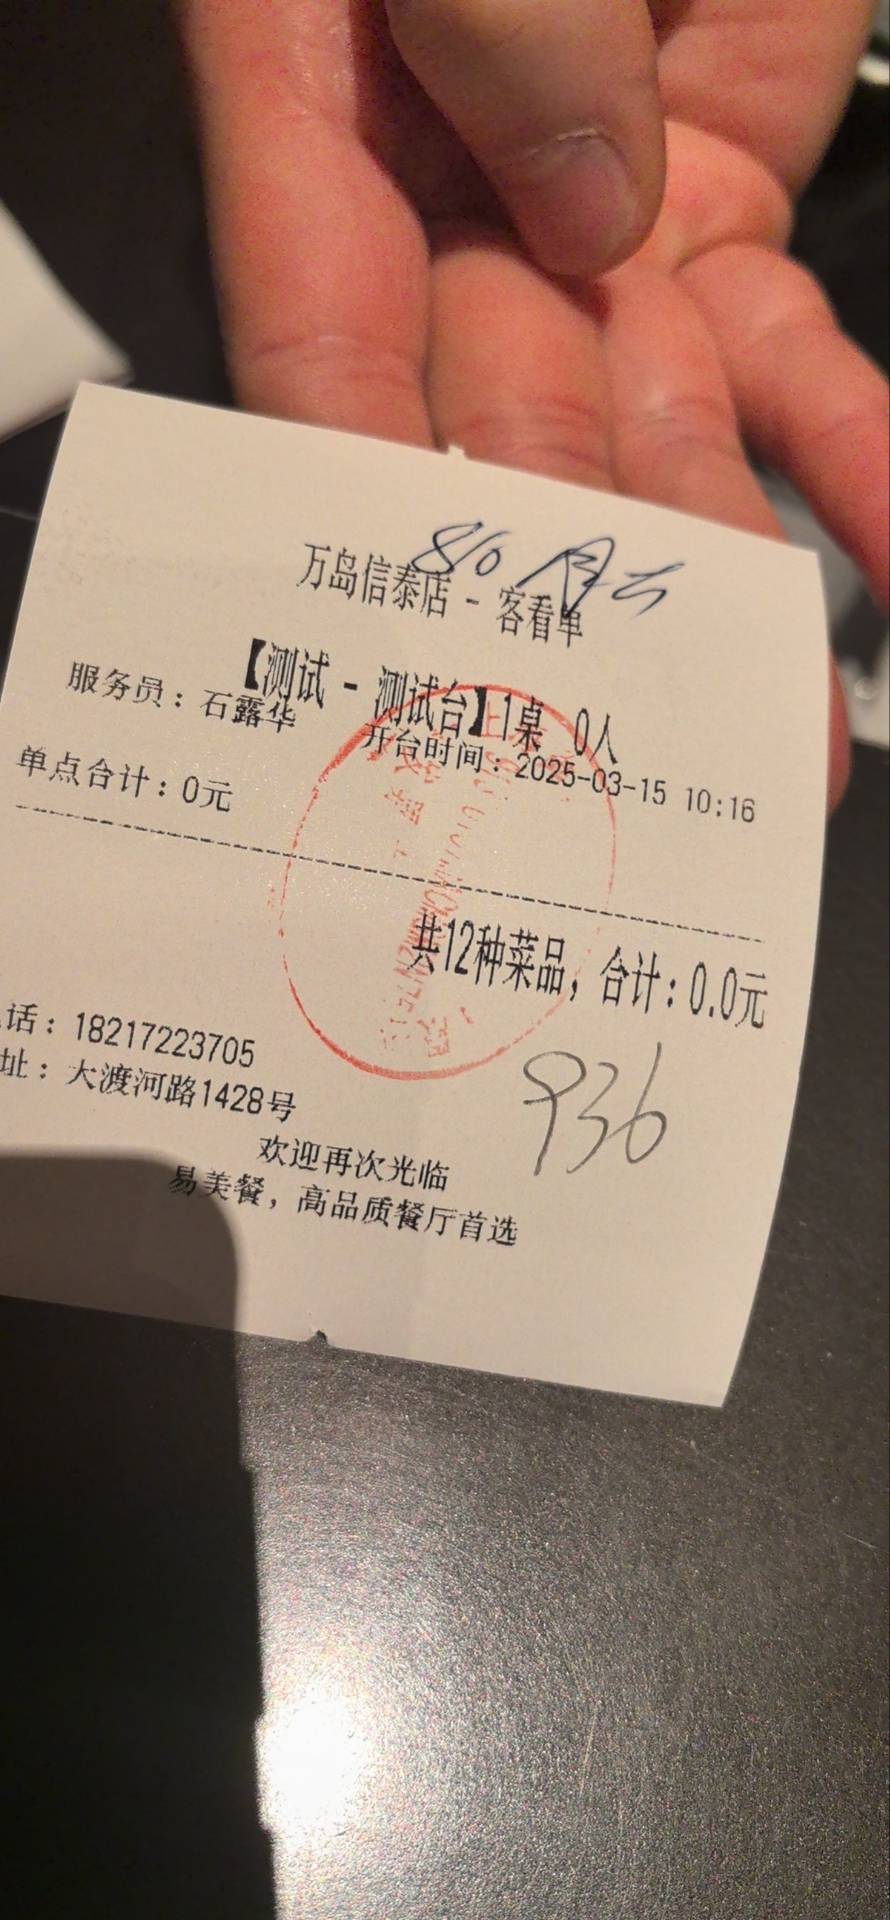 810
万岛信泰店 - 客看单
【测试 - 测试台】1桌 0人
服务员：石露华 开台时间：2025-03-15 10:16
单点合计：0元
共12种菜品，合计：0.0元
话：18217223705
址：大渡河路1428号
936
欢迎再次光临
易美餐，高品质餐厅首选